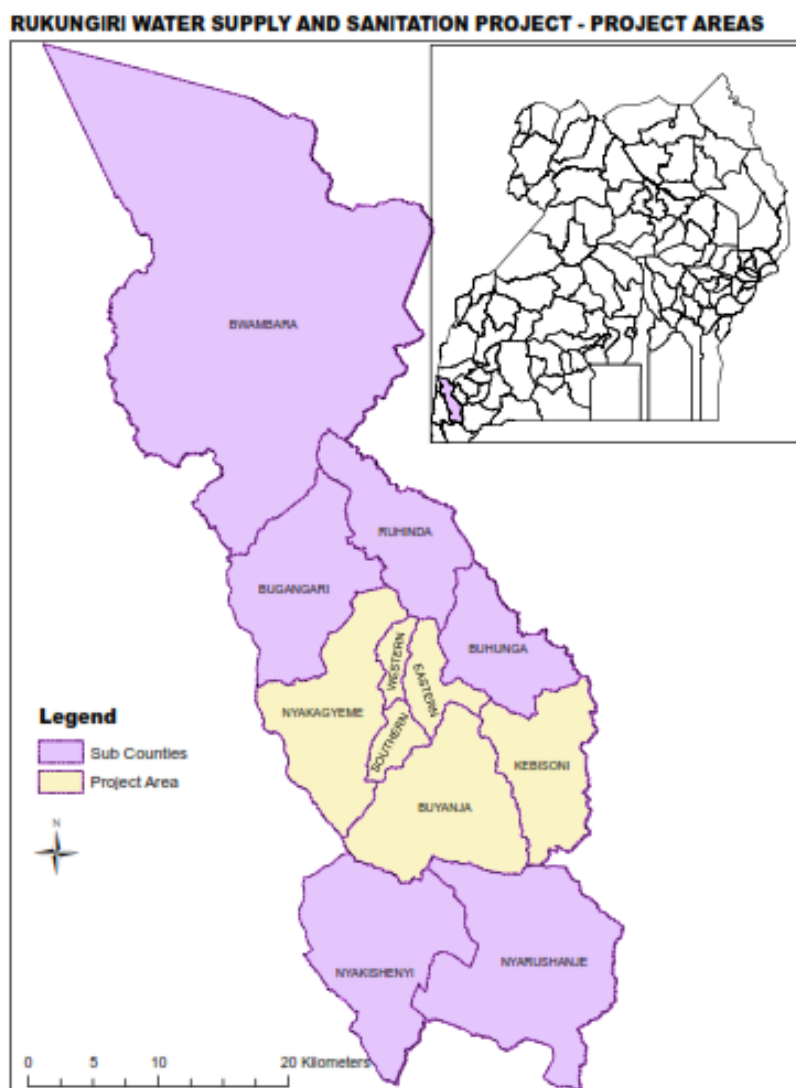 RUKUNGIRI WATER SUPPLY AND SANITATION PROJECT - PROJECT AREAS
BWAMBARA
RUHINDA
BUGANGARI
BUHUNGA
WESTERN
EASTERN
NYAKAGYEME
SOUTHERN
KEBISONI
BUYANJA
Legend
Sub Counties
Project Area
N
NYARUSHANJE
NYAKISHENYI
0 5 10 20 Kilometers